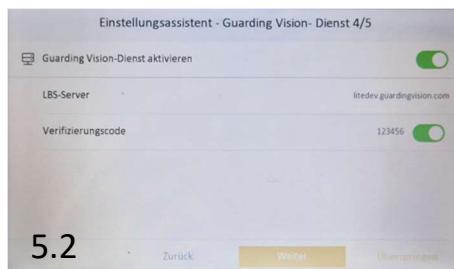 Einstellungsassistent - Guarding Vision- Dienst 4/5
Guarding Vision-Dienst aktivieren
LBS-Server litedev.guardingvision.com
Verifizierungscode 123456
5.2 Zurück Weiter Überspringen